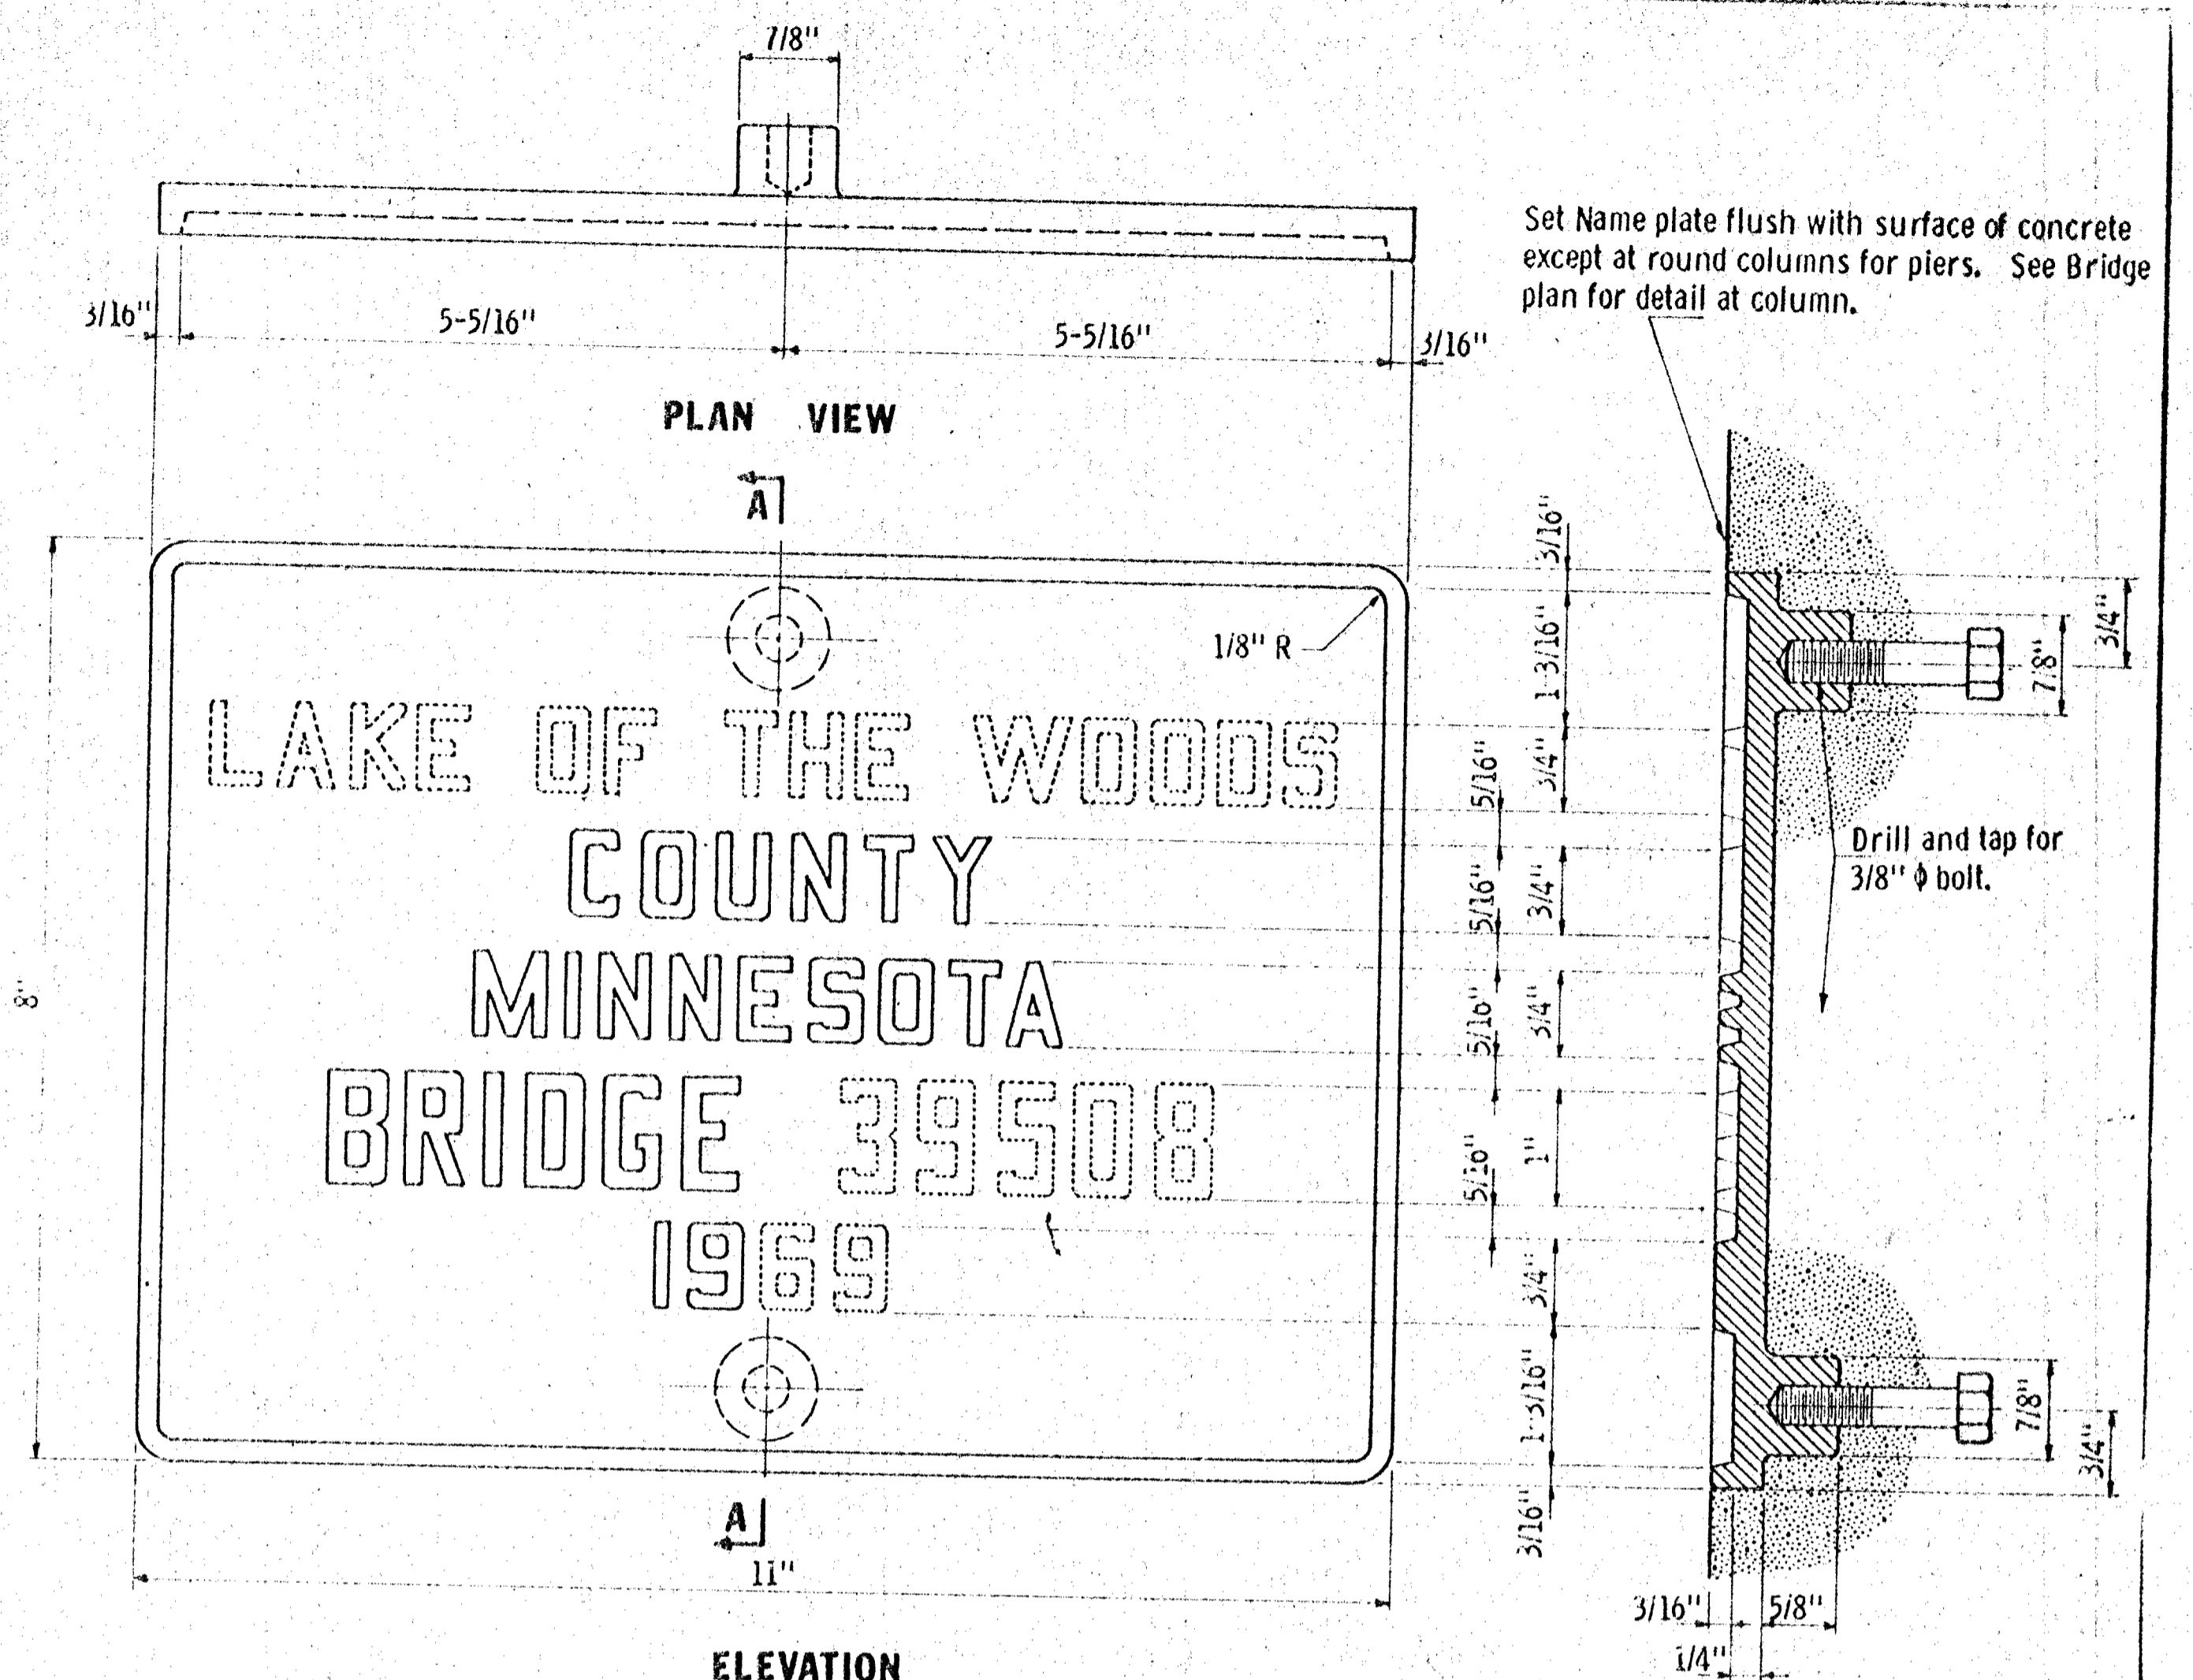 7/8"
Set Name plate flush with surface of concrete
except at round columns for piers. See Bridge
plan for detail at column.
3/16"
5-5/16"
5-5/16"
3/16"
PLAN VIEW
A
3/16"
1/8" R
1-3/16"
3/4"
7/8"
LAKE OF THE WOODS
5/16"
3/4"
COUNTY
5/16"
3/4"
Drill and tap for
3/8" ϕ bolt.
8"
MINNESOTA
5/16"
3/4"
BRIDGE 39508
5/16"
1"
1969
3/4"
1-3/16"
7/8"
3/4"
A
3/16"
11"
3/16"
5/8"
1/4"
ELEVATION